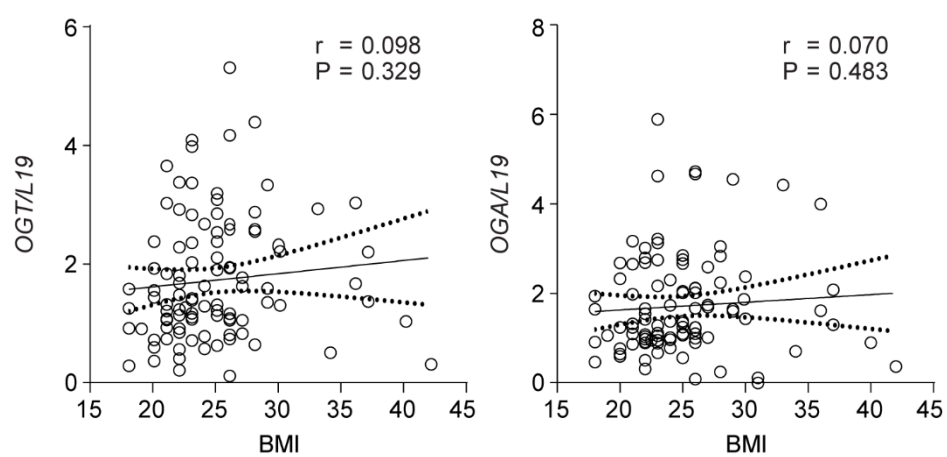 r = 0.098
P = 0.329
OGT/L19
6
4
2
0
15 20 25 30 35 40 45
BMI
r = 0.070
P = 0.483
OGA/L19
8
6
4
2
0
15 20 25 30 35 40 45
BMI